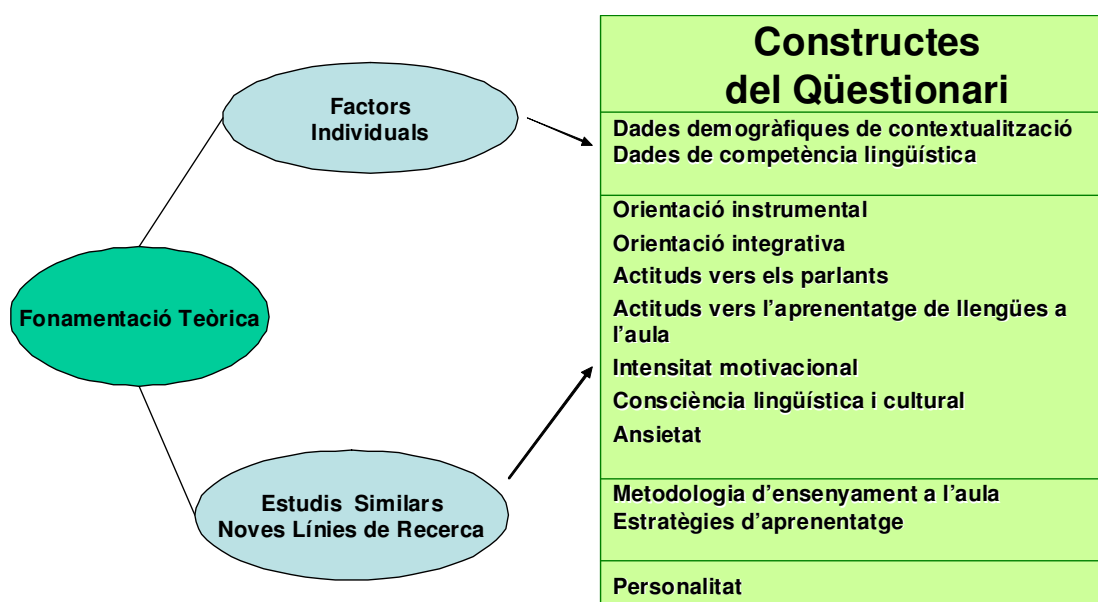 Factors
Individuals
Fonamentació Teòrica
Estudis Similars
Noves Línies de Recerca
Constructes
del Qüestionari
Dades demogràfiques de contextualització
Dades de competència lingüística
Orientació instrumental
Orientació integrativa
Actituds vers els parlants
Actituds vers l’aprenentatge de llengües a
l’aula
Intensitat motivacional
Consciència lingüística i cultural
Ansietat
Metodologia d’ensenyament a l’aula
Estratègies d’aprenentatge
Personalitat